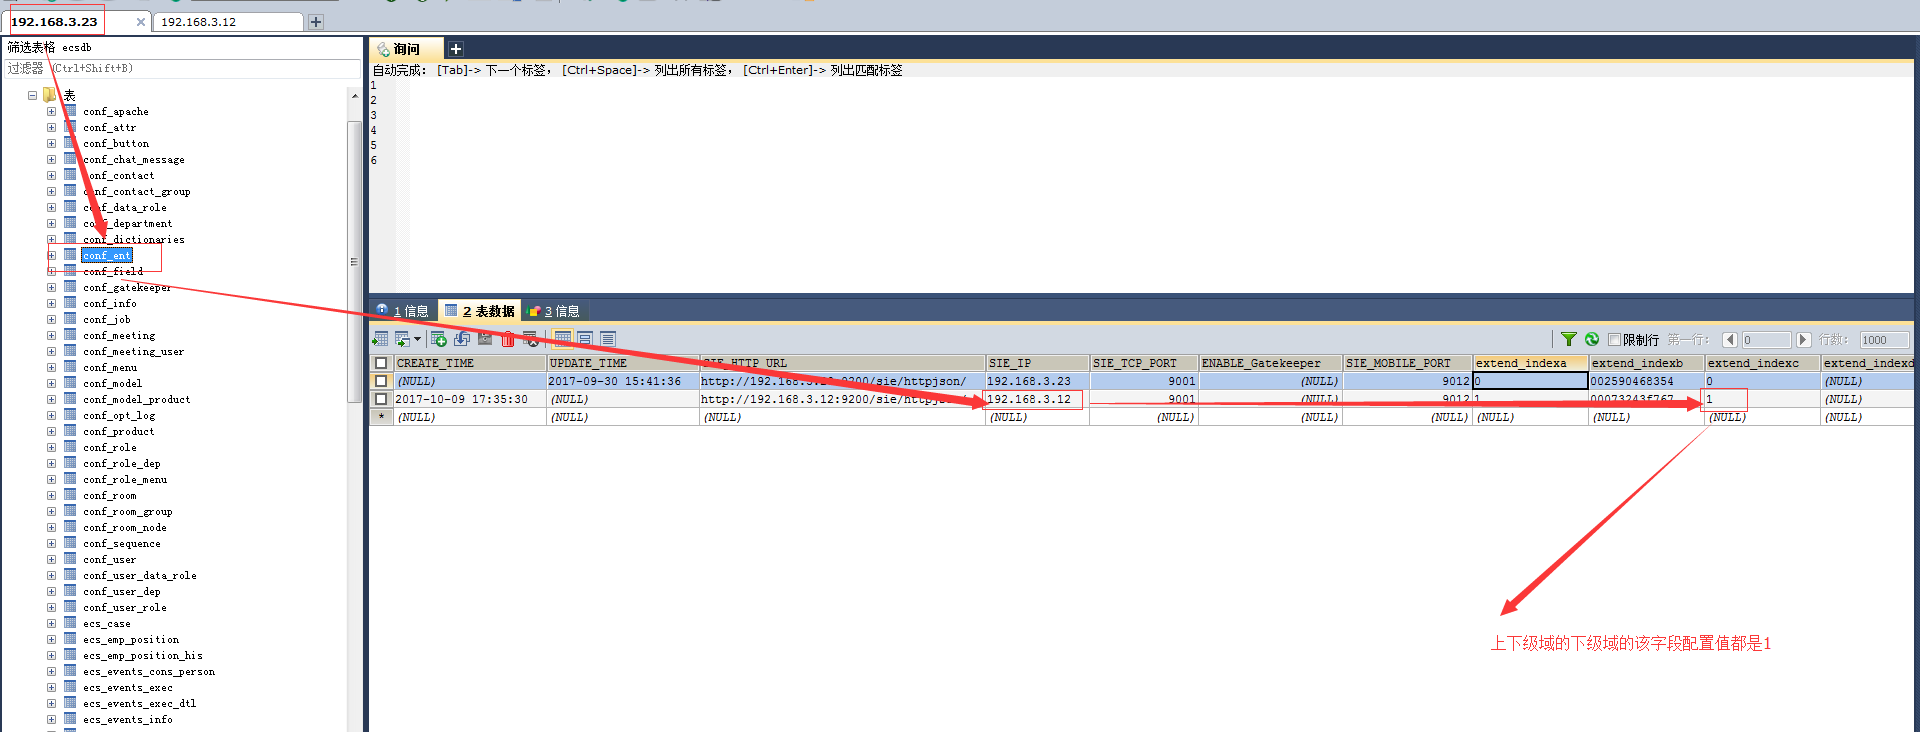 192.168.3.23
192.168.3.12
筛选表格 ecsdb
过滤器 (Ctrl+Shift+B)
表
conf_apache
conf_attr
conf_button
conf_chat_message
conf_contact
conf_contact_group
conf_data_role
conf_department
conf_dictionaries
conf_ent
conf_field
conf_gatekeeper
conf_info
conf_job
conf_meeting
conf_meeting_user
conf_menu
conf_model
conf_model_product
conf_opt_log
conf_product
conf_role
conf_role_dep
conf_role_menu
conf_room
conf_room_group
conf_room_node
conf_sequence
conf_user
conf_user_data_role
conf_user_dep
conf_user_role
ecs_case
ecs_emp_position
ecs_emp_position_his
ecs_events_cons_person
ecs_events_exec
ecs_events_exec_dtl
ecs_events_info
询问
自动完成: [Tab]-> 下一个标签, [Ctrl+Space]-> 列出所有标签, [Ctrl+Enter]-> 列出匹配标签
1
2
3
4
5
6
1 信息 2 表数据 3 信息
限制行 第一行: 0 行数: 1000
CREATE_TIME UPDATE_TIME SIE_HTTP_URL SIE_IP SIE_TCP_PORT ENABLE_Gatekeeper SIE_MOBILE_PORT extend_indexa extend_indexb extend_indexc extend_indexd
(NULL) 2017-09-30 15:41:36 http://192.168.3.23:9200/sie/httpjson/ 192.168.3.23 9001 (NULL) 9012 0 002590468354 0 (NULL)
2017-10-09 17:35:30 (NULL) http://192.168.3.12:9200/sie/httpjson/ 192.168.3.12 9001 (NULL) 9012 1 00073243f767 1 (NULL)
* (NULL) (NULL) (NULL) (NULL) (NULL) (NULL) (NULL) (NULL) (NULL) (NULL) (NULL)
上下级域的下级域的该字段配置值都是1